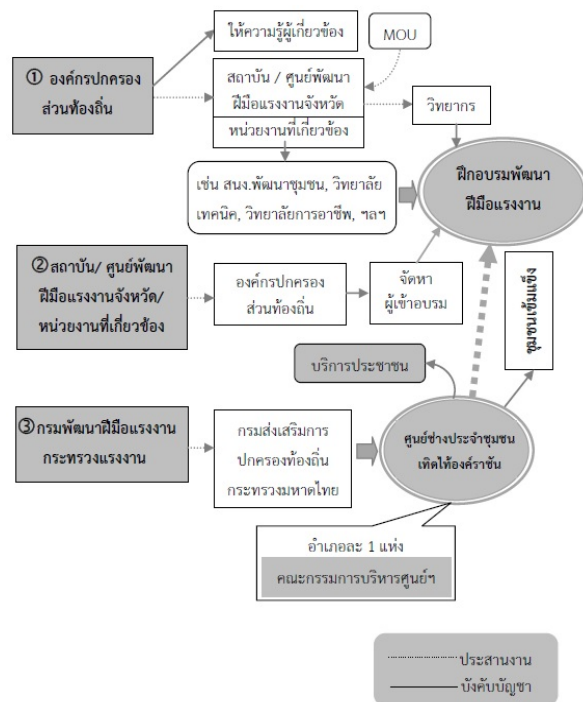 ให้ความรู้ผู้เกี่ยวข้อง
MOU
① องค์กรปกครอง
ส่วนท้องถิ่น
สถาบัน / ศูนย์พัฒนา
ฝีมือแรงงานจังหวัด
หน่วยงานที่เกี่ยวข้อง
วิทยากร
เช่น สนง.พัฒนาชุมชน, วิทยาลัย
เทคนิค, วิทยาลัยการอาชีพ, ฯลฯ
ฝึกอบรมพัฒนา
ฝีมือแรงงาน
②สถาบัน/ ศูนย์พัฒนา
ฝีมือแรงงานจังหวัด/
หน่วยงานที่เกี่ยวข้อง
องค์กรปกครอง
ส่วนท้องถิ่น
จัดหา
ผู้เข้าอบรม
ชุมชนเข้มแข็ง
บริการประชาชน
③กรมพัฒนาฝีมือแรงงาน
กระทรวงแรงงาน
กรมส่งเสริมการ
ปกครองท้องถิ่น
กระทรวงมหาดไทย
ศูนย์ช่างประจำชุมชน
เทิดไท้องค์ราชัน
อำเภอละ 1 แห่ง
คณะกรรมการบริหารศูนย์ฯ
ประสานงาน
บังคับบัญชา